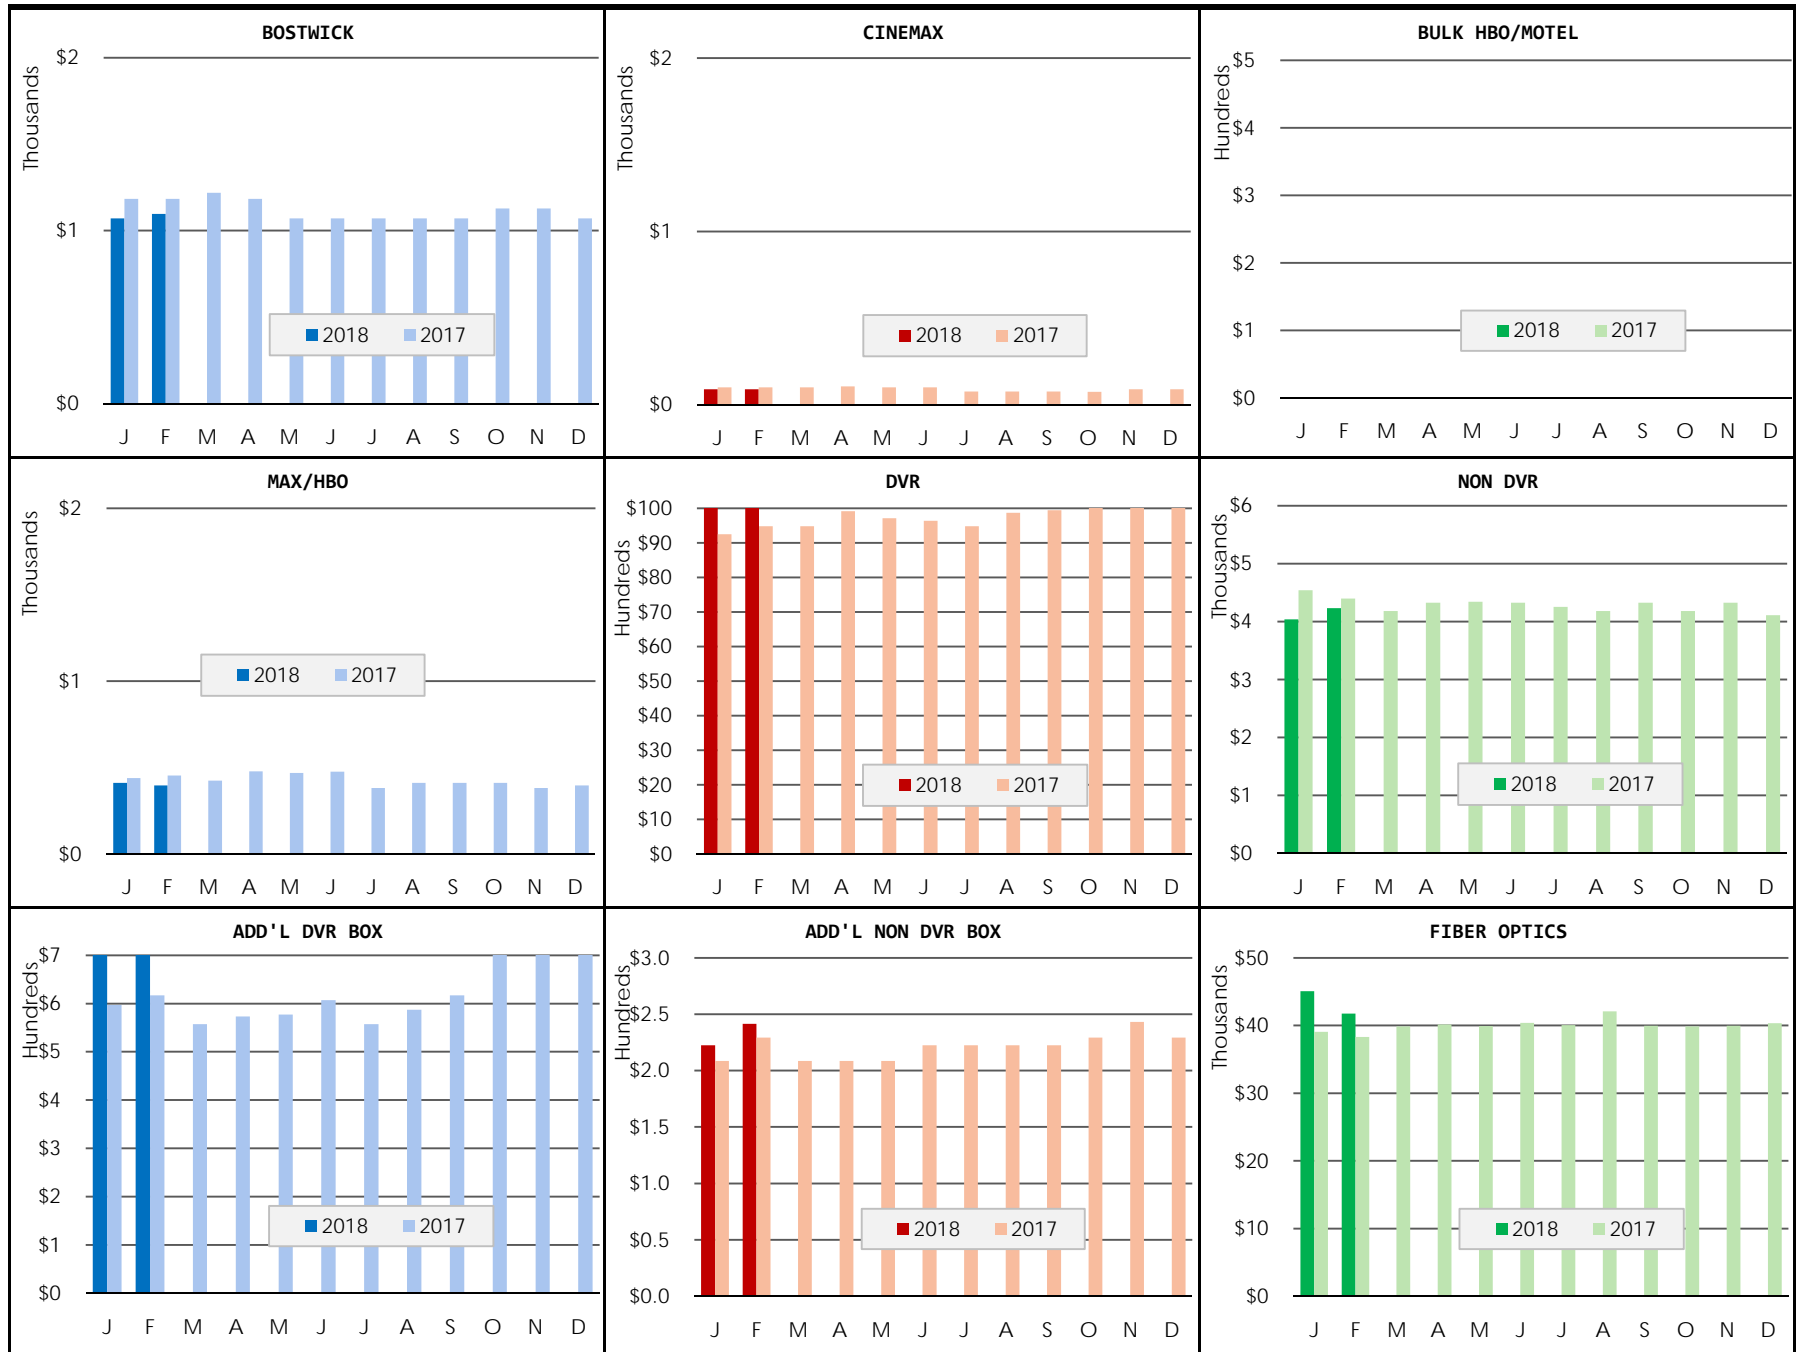 BOSTWICK
Thousands
$2
$1
$0
J F M A M J J A S O N D
2018 2017
CINEMAX
Thousands
$2
$1
$0
J F M A M J J A S O N D
2018 2017
BULK HBO/MOTEL
Hundreds
$5
$4
$3
$2
$1
$0
J F M A M J J A S O N D
2018 2017
MAX/HBO
Thousands
$2
$1
$0
J F M A M J J A S O N D
2018 2017
DVR
Hundreds
$100
$90
$80
$70
$60
$50
$40
$30
$20
$10
$0
J F M A M J J A S O N D
2018 2017
NON DVR
Thousands
$6
$5
$4
$3
$2
$1
$0
J F M A M J J A S O N D
2018 2017
ADD'L DVR BOX
Hundreds
$7
$6
$5
$4
$3
$2
$1
$0
J F M A M J J A S O N D
2018 2017
ADD'L NON DVR BOX
Hundreds
$3.0
$2.5
$2.0
$1.5
$1.0
$0.5
$0.0
J F M A M J J A S O N D
2018 2017
FIBER OPTICS
Thousands
$50
$40
$30
$20
$10
$0
J F M A M J J A S O N D
2018 2017